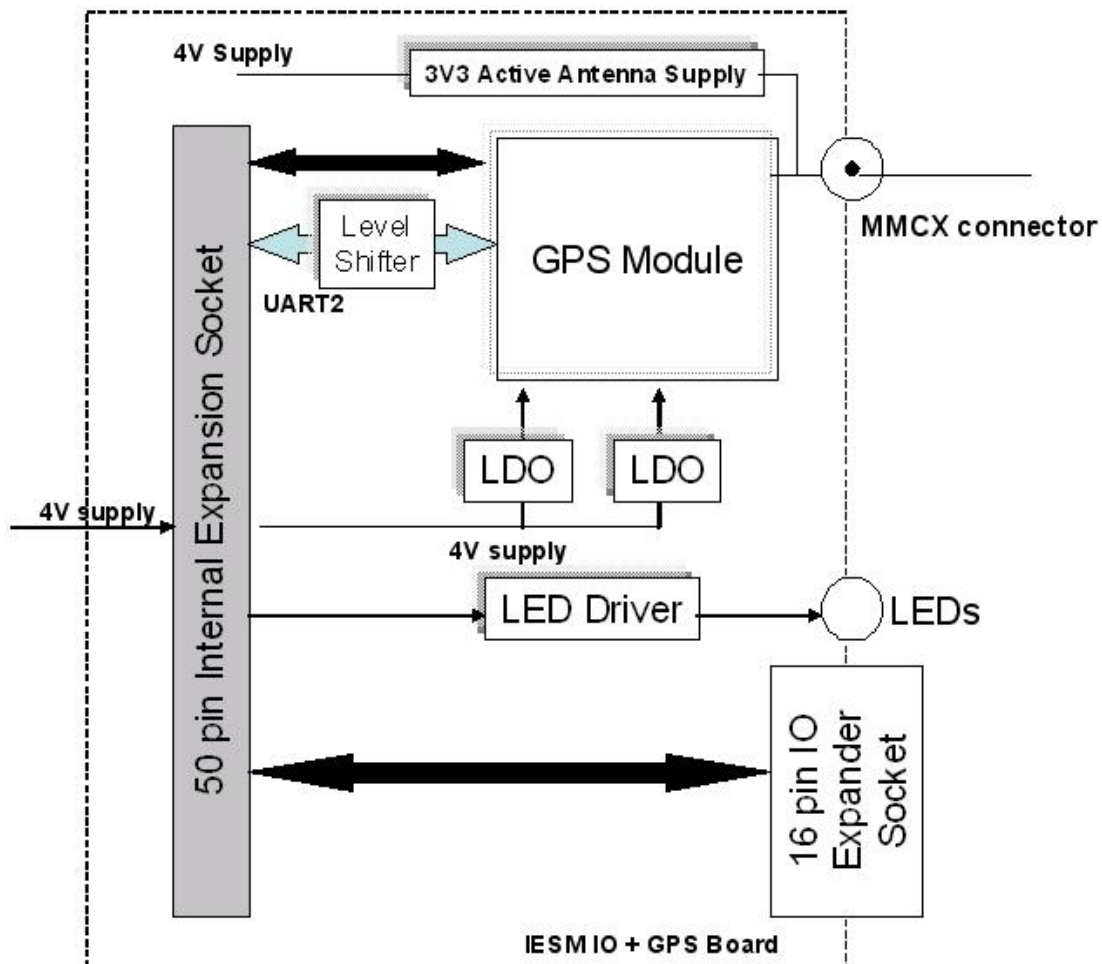 4V Supply
3V3 Active Antenna Supply
MMCX connector
Level
Shifter
GPS Module
UART2
50 pin Internal Expansion Socket
LDO
LDO
4V supply
4V supply
LED Driver
LEDs
16 pin IO
Expander
Socket
IESM IO + GPS Board